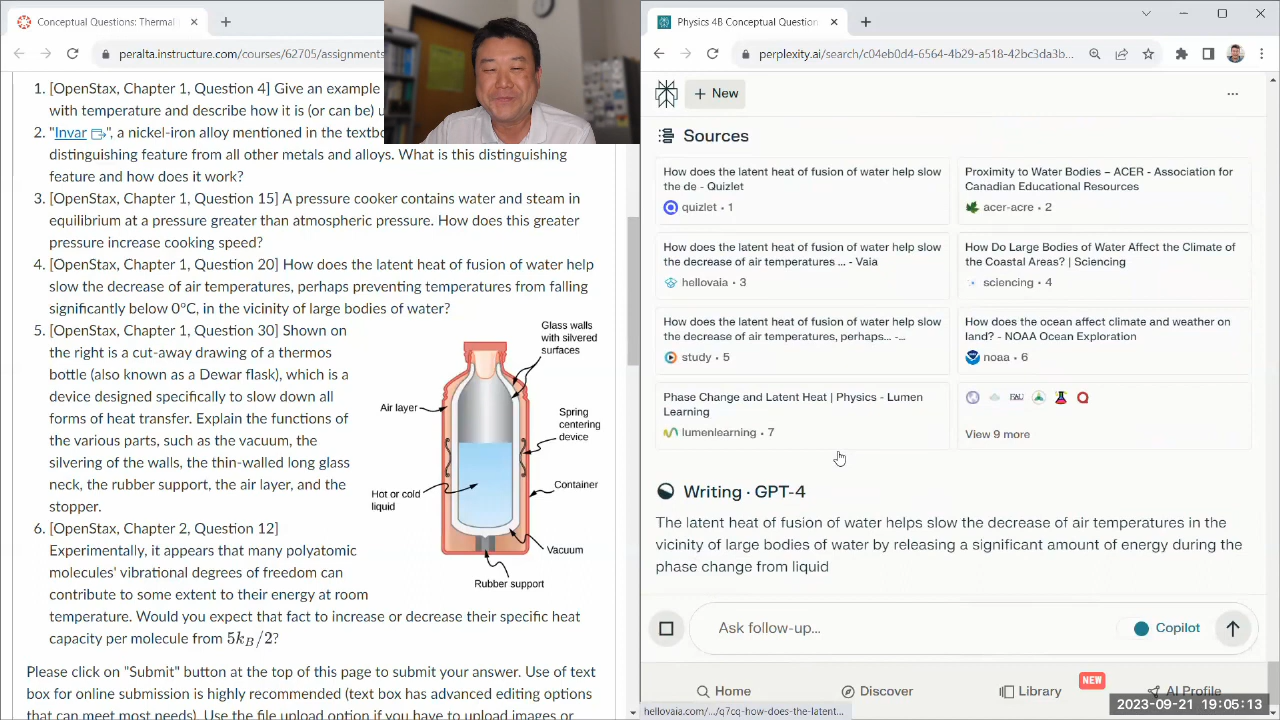 Conceptual Questions: Thermal
peralta.instructure.com/courses/62705/assignments
1. [OpenStax, Chapter 1, Question 4] Give an example
with temperature and describe how it is (or can be) u
2. "Invar", a nickel-iron alloy mentioned in the textbo
distinguishing feature from all other metals and alloys. What is this distinguishing
feature and how does it work?
3. [OpenStax, Chapter 1, Question 15] A pressure cooker contains water and steam in
equilibrium at a pressure greater than atmospheric pressure. How does this greater
pressure increase cooking speed?
4. [OpenStax, Chapter 1, Question 20] How does the latent heat of fusion of water help
slow the decrease of air temperatures, perhaps preventing temperatures from falling
significantly below 0°C, in the vicinity of large bodies of water?
5. [OpenStax, Chapter 1, Question 30] Shown on
the right is a cut-away drawing of a thermos
bottle (also known as a Dewar flask), which is a
device designed specifically to slow down all
forms of heat transfer. Explain the functions of
the various parts, such as the vacuum, the
silvering of the walls, the thin-walled long glass
neck, the rubber support, the air layer, and the
stopper.
Glass walls
with silvered
surfaces
Air layer
Spring
centering
device
Hot or cold
liquid
Container
Vacuum
Rubber support
6. [OpenStax, Chapter 2, Question 12]
Experimentally, it appears that many polyatomic
molecules' vibrational degrees of freedom can
contribute to some extent to their energy at room
temperature. Would you expect that fact to increase or decrease their specific heat
capacity per molecule from 5k_B/2?
Please click on "Submit" button at the top of this page to submit your answer. Use of text
box for online submission is highly recommended (text box has advanced editing options
that can meet most needs). Use the file upload option if you have to upload images or
Physics 4B Conceptual Question
perplexity.ai/search/c04eb0d4-6564-4b29-a518-42bc3da3b...
+ New
Sources
How does the latent heat of fusion of water help slow
the de - Quizlet
quizlet • 1
Proximity to Water Bodies – ACER - Association for
Canadian Educational Resources
acer-acre • 2
How does the latent heat of fusion of water help slow
the decrease of air temperatures ... - Vaia
hellovaia • 3
How Do Large Bodies of Water Affect the Climate of
the Coastal Areas? | Sciencing
sciencing • 4
How does the latent heat of fusion of water help slow
the decrease of air temperatures, perhaps... -...
study • 5
How does the ocean affect climate and weather on
land? - NOAA Ocean Exploration
noaa • 6
Phase Change and Latent Heat | Physics - Lumen
Learning
lumenlearning • 7
FAU
View 9 more
Writing · GPT-4
The latent heat of fusion of water helps slow the decrease of air temperatures in the
vicinity of large bodies of water by releasing a significant amount of energy during the
phase change from liquid
Ask follow-up...
Copilot
Home
Discover
Library
NEW
AI Profile
hellovaia.com/.../q7cq-how-does-the-latent...
2023-09-21 19:05:13